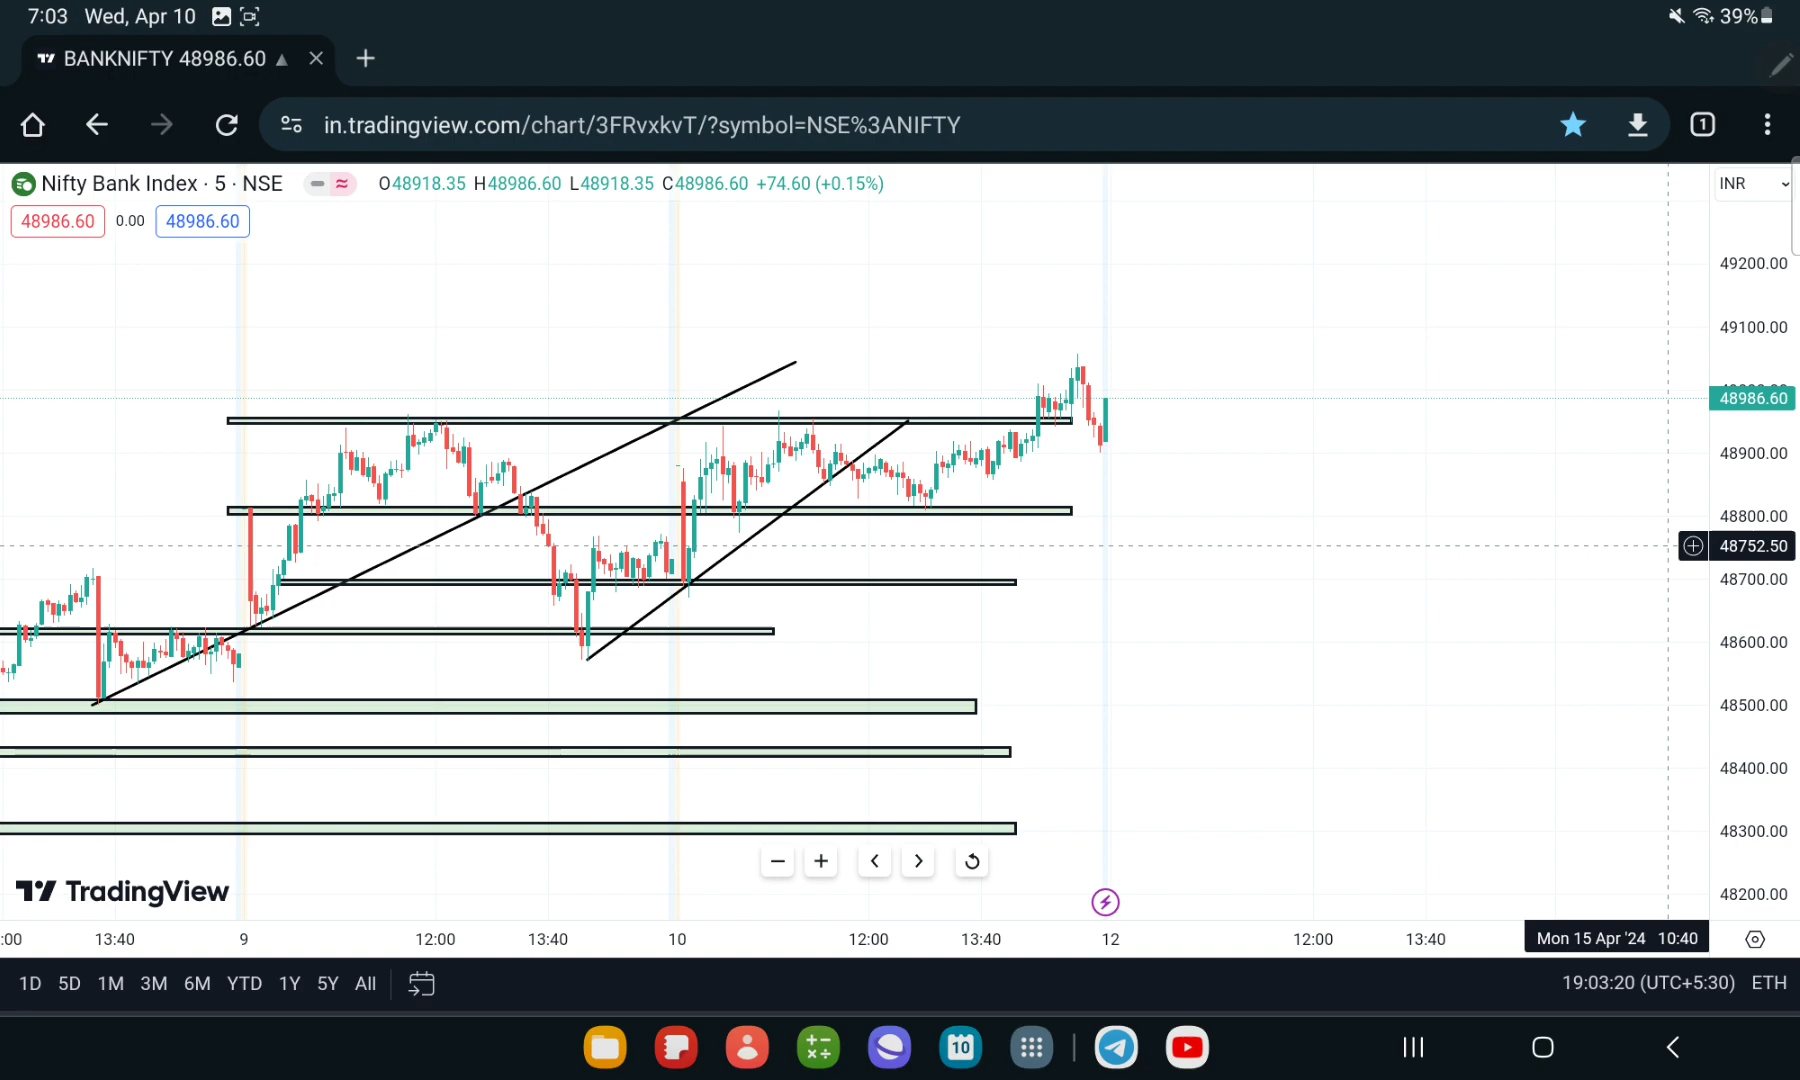 7:03 Wed, Apr 10 39%
BANKNIFTY 48986.60 ▲
in.tradingview.com/chart/3FRvxkvT/?symbol=NSE%3ANIFTY 1
Nifty Bank Index · 5 · NSE O48918.35 H48986.60 L48918.35 C48986.60 +74.60 (+0.15%) INR
48986.60 0.00 48986.60
49200.00
49100.00
48986.60
48900.00
48800.00
48752.50
48700.00
48600.00
48500.00
48400.00
48300.00
48200.00
TradingView
:00 13:40 9 12:00 13:40 10 12:00 13:40 12 12:00 13:40 Mon 15 Apr '24 10:40
1D 5D 1M 3M 6M YTD 1Y 5Y All 19:03:20 (UTC+5:30) ETH
10